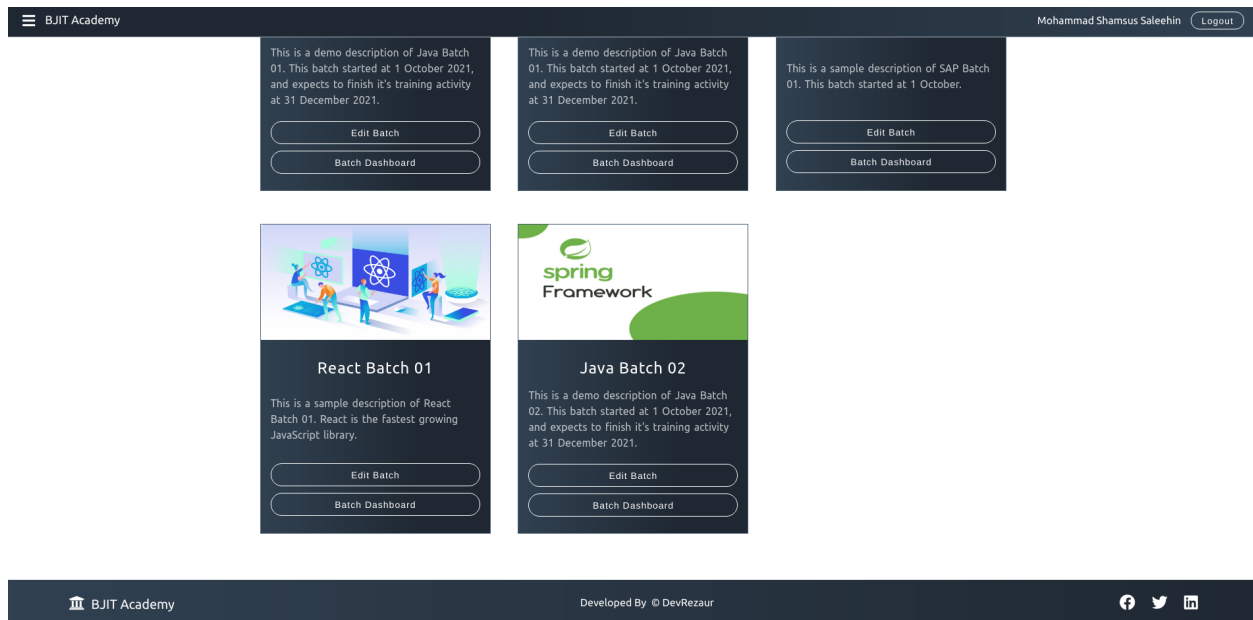 BJIT Academy
Mohammad Shamsus Saleehin
Logout
This is a demo description of Java Batch
01. This batch started at 1 October 2021,
and expects to finish it's training activity
at 31 December 2021.
Edit Batch
Batch Dashboard
This is a demo description of Java Batch
01. This batch started at 1 October 2021,
and expects to finish it's training activity
at 31 December 2021.
Edit Batch
Batch Dashboard
This is a sample description of SAP Batch
01. This batch started at 1 October.
Edit Batch
Batch Dashboard
React Batch 01
This is a sample description of React
Batch 01. React is the fastest growing
JavaScript library.
Edit Batch
Batch Dashboard
spring
Framework
Java Batch 02
This is a demo description of Java Batch
02. This batch started at 1 October 2021,
and expects to finish it's training activity
at 31 December 2021.
Edit Batch
Batch Dashboard
BJIT Academy
Developed By © DevRezaur